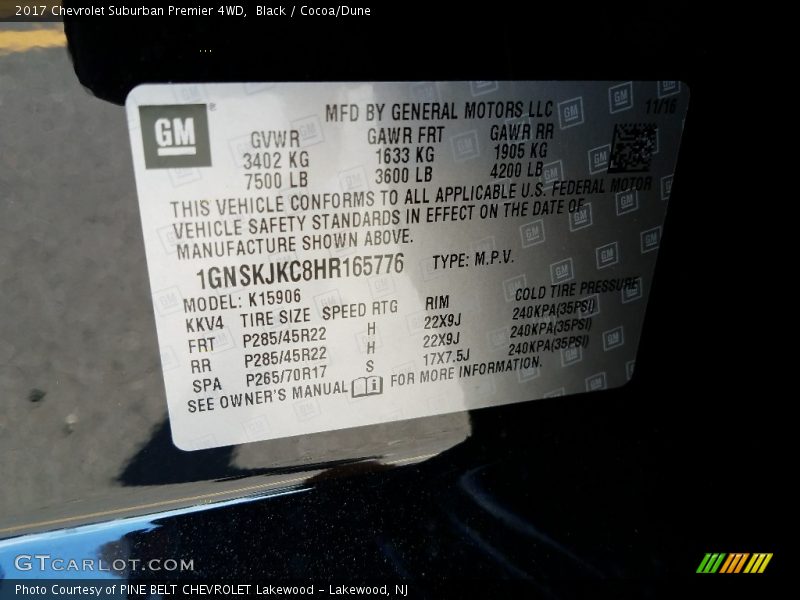 2017 Chevrolet Suburban Premier 4WD, Black / Cocoa/Dune
GM
MFD BY GENERAL MOTORS LLC
11/16
GVWR GAWR FRT GAWR RR
3402 KG 1633 KG 1905 KG
7500 LB 3600 LB 4200 LB
THIS VEHICLE CONFORMS TO ALL APPLICABLE U.S. FEDERAL MOTOR
VEHICLE SAFETY STANDARDS IN EFFECT ON THE DATE OF
MANUFACTURE SHOWN ABOVE.
1GNSKJKC8HR165776 TYPE: M.P.V.
MODEL: K15906
KKV4 TIRE SIZE SPEED RTG RIM COLD TIRE PRESSURE
FRT P285/45R22 H 22X9J 240KPA(35PSI)
RR P285/45R22 H 22X9J 240KPA(35PSI)
SPA P265/70R17 S 17X7.5J 240KPA(35PSI)
SEE OWNER'S MANUAL FOR MORE INFORMATION.
GTCARLOT.COM
Photo Courtesy of PINE BELT CHEVROLET Lakewood - Lakewood, NJ